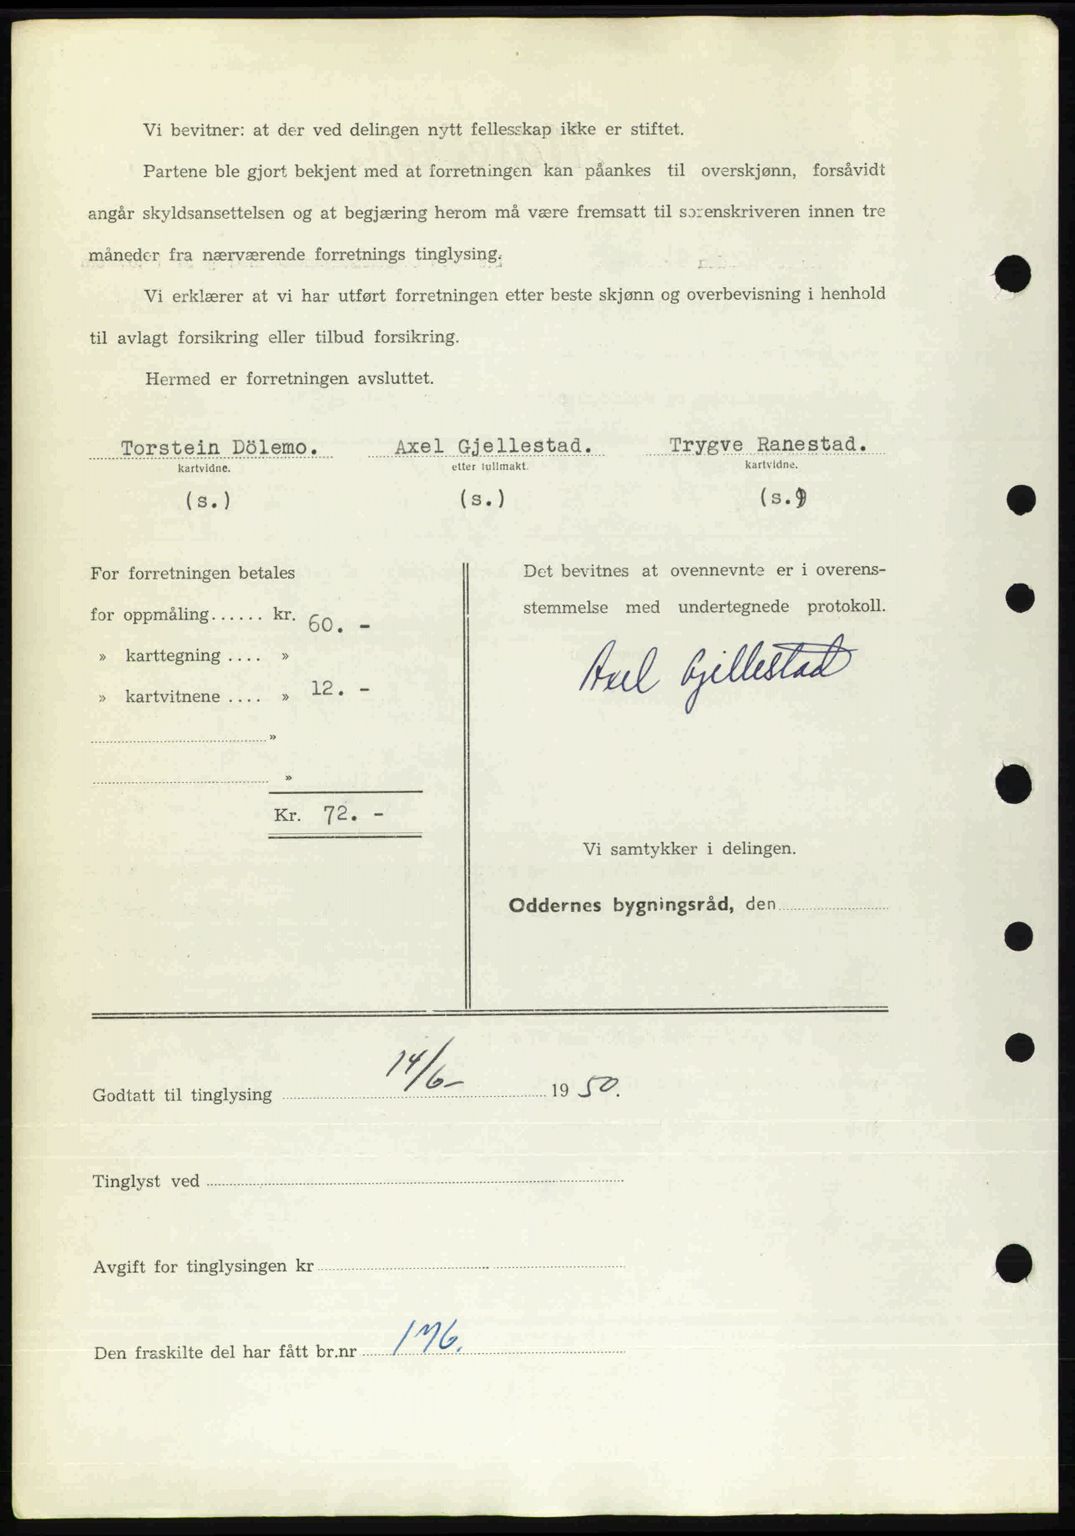 Vi bevitner: at der ved delingen nytt fellesskap ikke er stiftet.
Partene ble gjort bekjent med at forretningen kan påankes til overskjønn, forsåvidt
angår skyldsansettelsen og at begjæring herom må være fremsatt til sorenskriveren innen tre
måneder fra nærværende forretnings tinglysing.
Vi erklærer at vi har utført forretningen etter beste skjønn og overbevisning i henhold
til avlagt forsikring eller tilbud forsikring.
Hermed er forretningen avsluttet.
Torstein Dölemo. Axel Gjellestad. Trygve Ranestad.
kartvidne. etter fullmakt. kartvidne.
(s.) (s.) (s.)
For forretningen betales
for oppmåling...... kr. 60. -
» karttegning .... »
» kartvitnene .... » 12. -
»
»
Kr. 72. -
Det bevitnes at ovennevnte er i overens-
stemmelse med undertegnede protokoll.
Axel Gjellestad
Vi samtykker i delingen.
Oddernes bygningsråd, den
Godtatt til tinglysing 14/6- 1950.
Tinglyst ved
Avgift for tinglysingen kr
Den fraskilte del har fått br.nr 176.